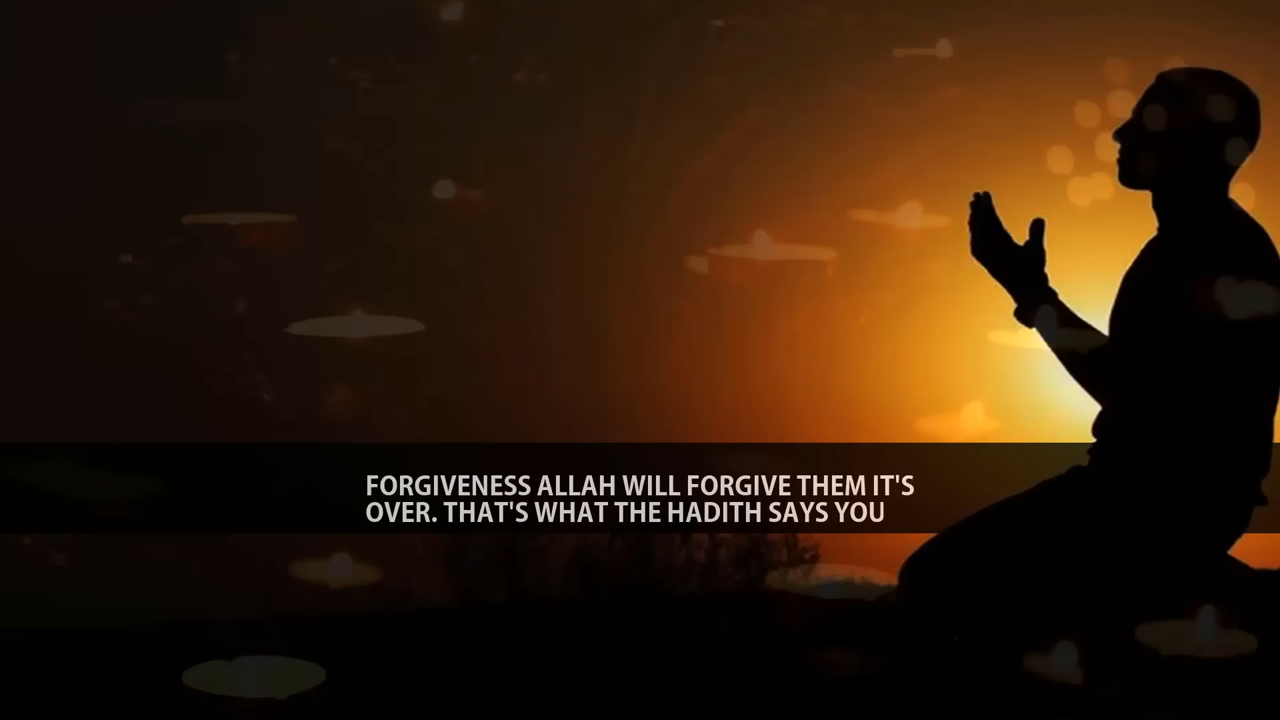 FORGIVENESS ALLAH WILL FORGIVE THEM IT'S
OVER. THAT'S WHAT THE HADITH SAYS YOU